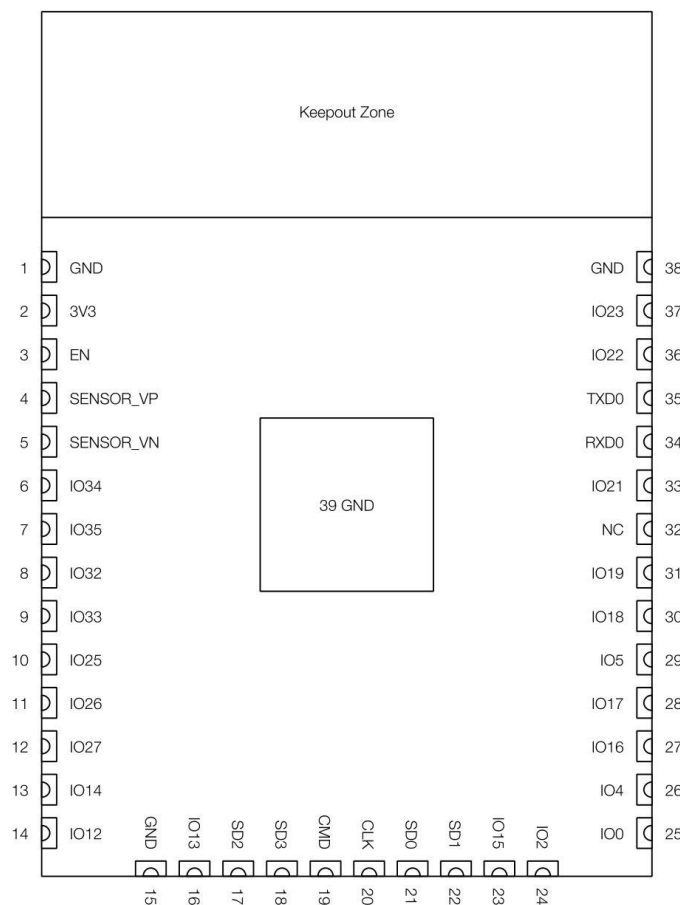 Keepout Zone
1 GND
GND 38
2 3V3
IO23 37
3 EN
IO22 36
4 SENSOR_VP
TXD0 35
5 SENSOR_VN
RXD0 34
6 IO34
IO21 33
39 GND
7 IO35
NC 32
8 IO32
IO19 31
9 IO33
IO18 30
10 IO25
IO5 29
11 IO26
IO17 28
12 IO27
IO16 27
13 IO14
IO4 26
14 IO12
IO0 25
GND 15
IO13 16
SD2 17
SD3 18
CMD 19
CLK 20
SD0 21
SD1 22
IO15 23
IO2 24